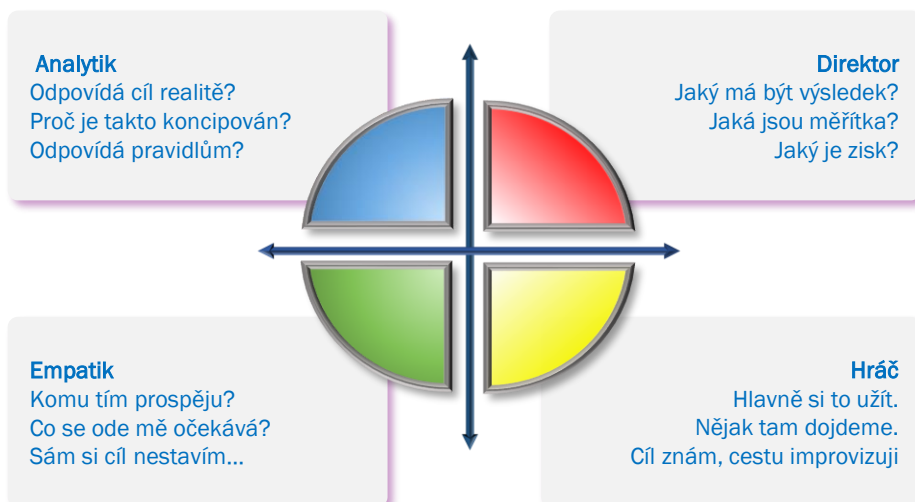 Analytik
Odpovídá cíl realitě?
Proč je takto koncipován?
Odpovídá pravidlům?
Direktor
Jaký má být výsledek?
Jaká jsou měřítka?
Jaký je zisk?
Empatik
Komu tím prospěju?
Co se ode mě očekává?
Sám si cíl nestavím...
Hráč
Hlavně si to užít.
Nějak tam dojdeme.
Cíl znám, cestu improvizuji